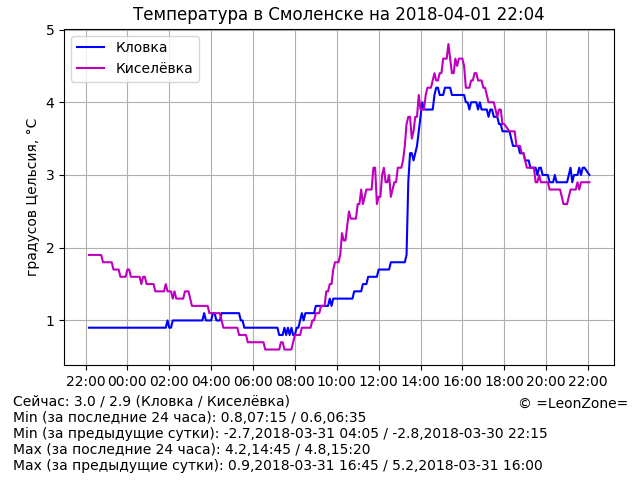 Температура в Смоленске на 2018-04-01 22:04
Кловка
Киселёвка
градусов Цельсия, °C
5
4
3
2
1
22:00 00:00 02:00 04:00 06:00 08:00 10:00 12:00 14:00 16:00 18:00 20:00 22:00
Сейчас: 3.0 / 2.9 (Кловка / Киселёвка)
© =LeonZone=
Min (за последние 24 часа): 0.8,07:15 / 0.6,06:35
Min (за предыдущие сутки): -2.7,2018-03-31 04:05 / -2.8,2018-03-30 22:15
Max (за последние 24 часа): 4.2,14:45 / 4.8,15:20
Max (за предыдущие сутки): 0.9,2018-03-31 16:45 / 5.2,2018-03-31 16:00